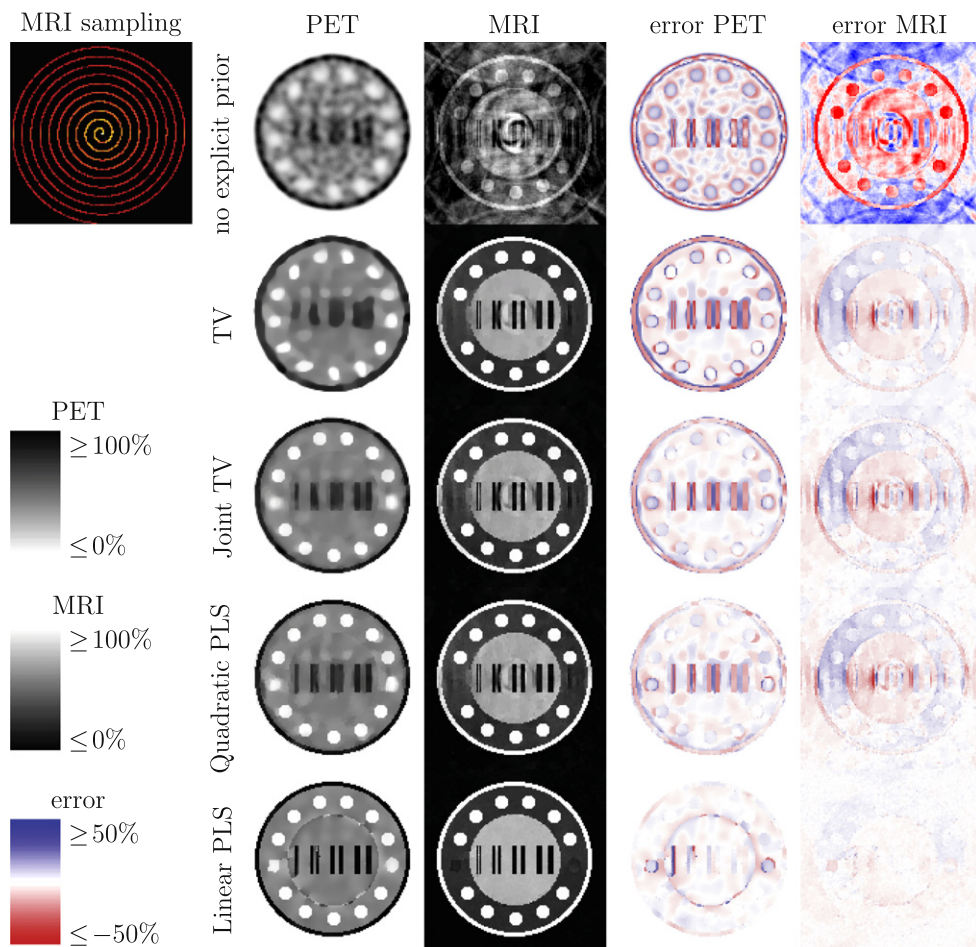 MRI sampling
PET
MRI
error PET
error MRI
no explicit prior
TV
Joint TV
Quadratic PLS
Linear PLS
PET
≥100%
≤0%
MRI
≥100%
≤0%
error
≥50%
≤ −50%